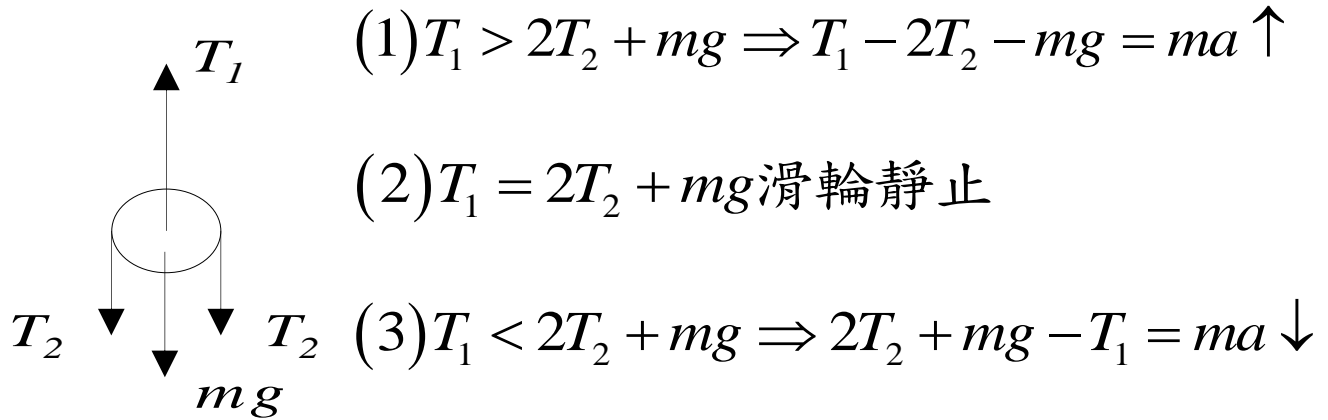 T₁
(1)T₁ > 2T₂ + mg ⇒ T₁ − 2T₂ − mg = ma ↑
(2)T₁ = 2T₂ + mg滑輪靜止
T₂ T₂
(3)T₁ < 2T₂ + mg ⇒ 2T₂ + mg − T₁ = ma ↓
mg